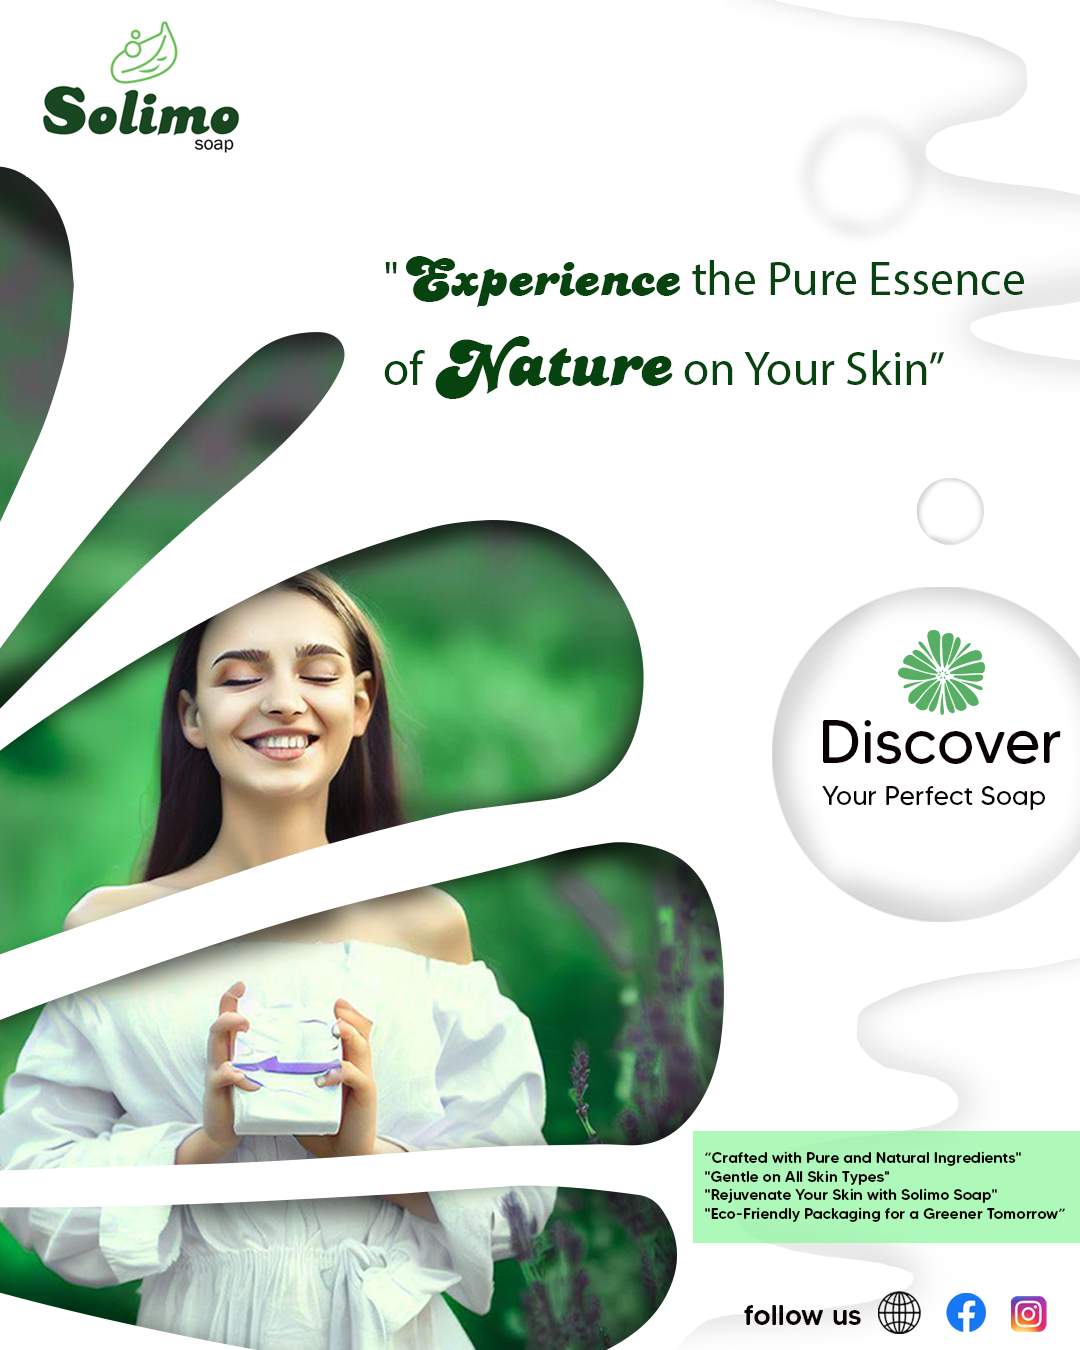 Solimo
soap
" Experience the Pure Essence
of Nature on Your Skin”
Discover
Your Perfect Soap
“Crafted with Pure and Natural Ingredients"
"Gentle on All Skin Types"
"Rejuvenate Your Skin with Solimo Soap"
"Eco-Friendly Packaging for a Greener Tomorrow”
follow us